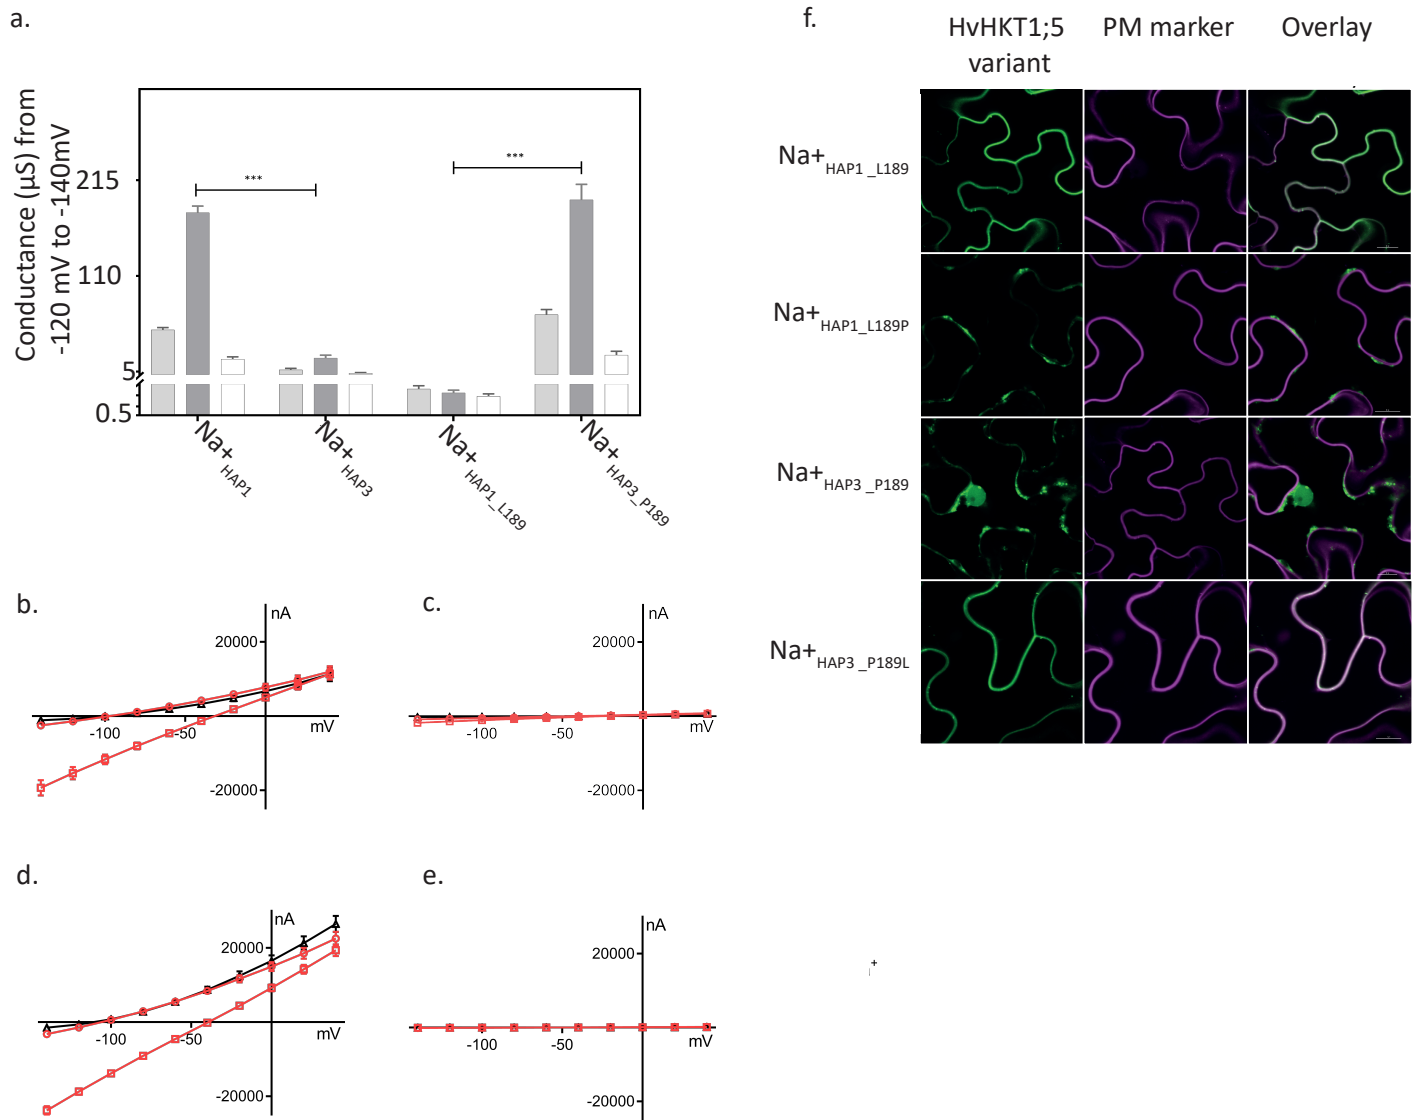 a.
Conductance (µS) from
-120 mV to -140mV
215
110
5
0.5
***
***
Na+HAP1
Na+HAP3
Na+HAP1_L189
Na+HAP3_P189
b.
nA
20000
-100
-50
mV
-20000
c.
nA
20000
-100
-50
mV
-20000
d.
nA
20000
-100
-50
mV
-20000
e.
nA
20000
-100
-50
mV
-20000
f.
HvHKT1;5
variant
PM marker
Overlay
Na+HAP1_L189
Na+HAP1_L189P
Na+HAP3_P189
Na+HAP3_P189L
+